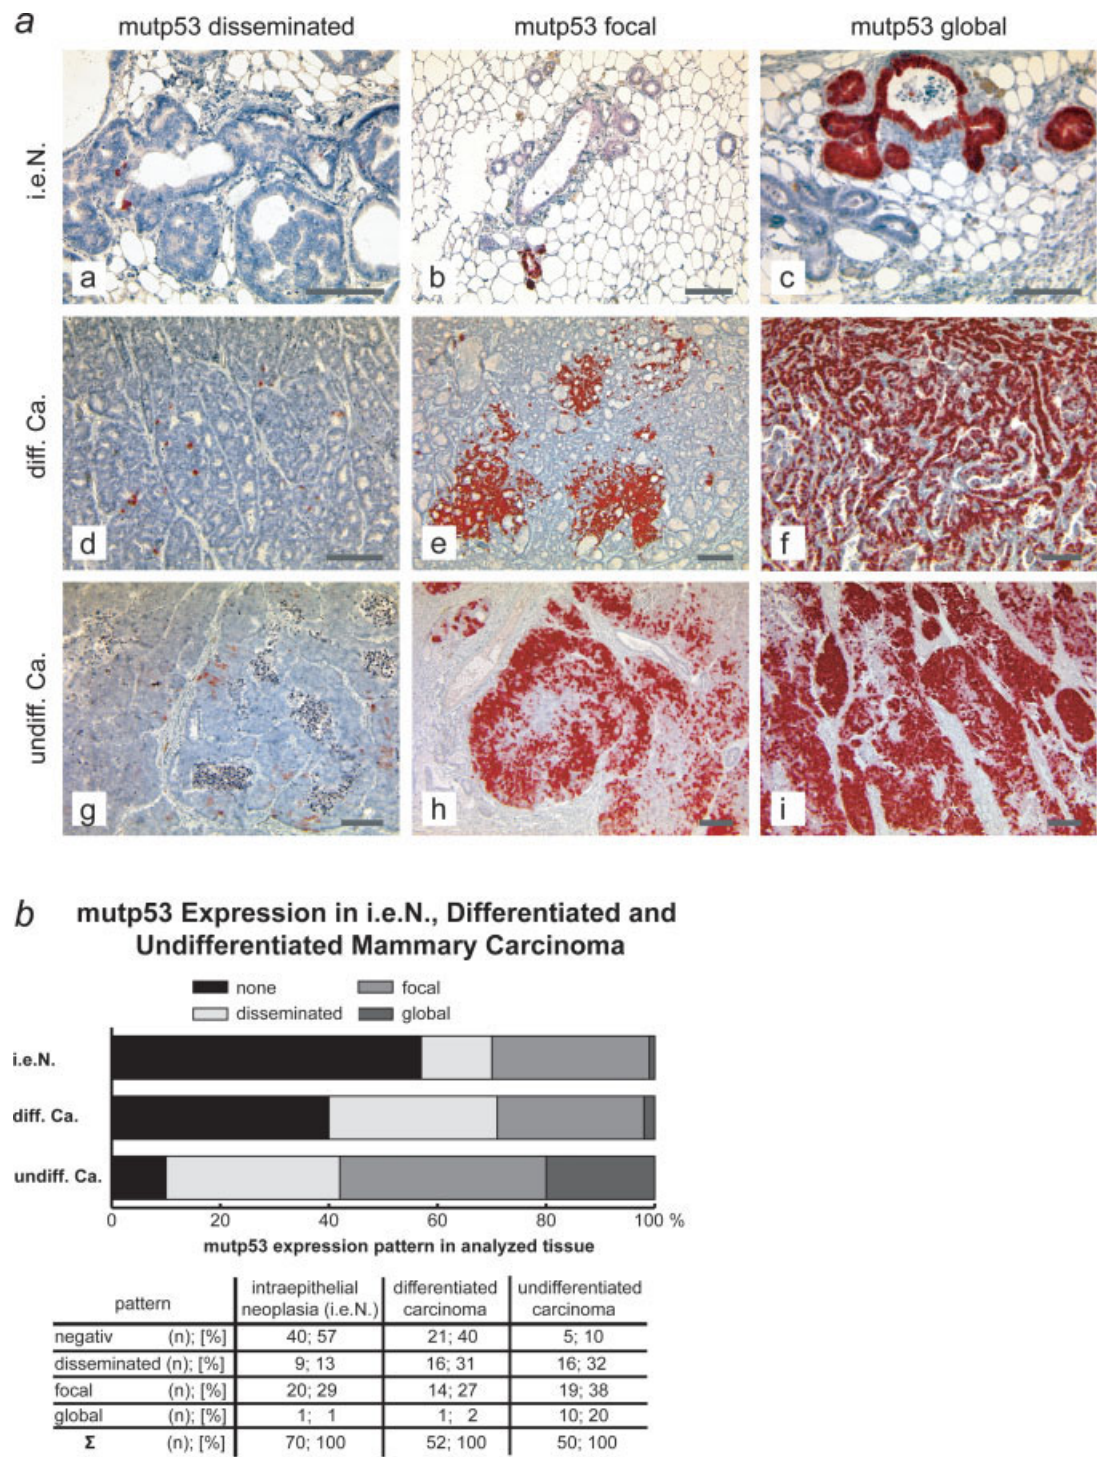 a
mutp53 disseminated
mutp53 focal
mutp53 global
i.e.N.
a
b
c
diff. Ca.
d
e
f
undiff. Ca.
g
h
i
b
mutp53 Expression in i.e.N., Differentiated and
Undifferentiated Mammary Carcinoma
none
focal
disseminated
global
i.e.N.
diff. Ca.
undiff. Ca.
0 20 40 60 80 100 %
mutp53 expression pattern in analyzed tissue
pattern
intraepithelial
neoplasia (i.e.N.)
differentiated
carcinoma
undifferentiated
carcinoma
negativ (n); [%] 40; 57 21; 40 5; 10
disseminated (n); [%] 9; 13 16; 31 16; 32
focal (n); [%] 20; 29 14; 27 19; 38
global (n); [%] 1; 1 1; 2 10; 20
Σ (n); [%] 70; 100 52; 100 50; 100